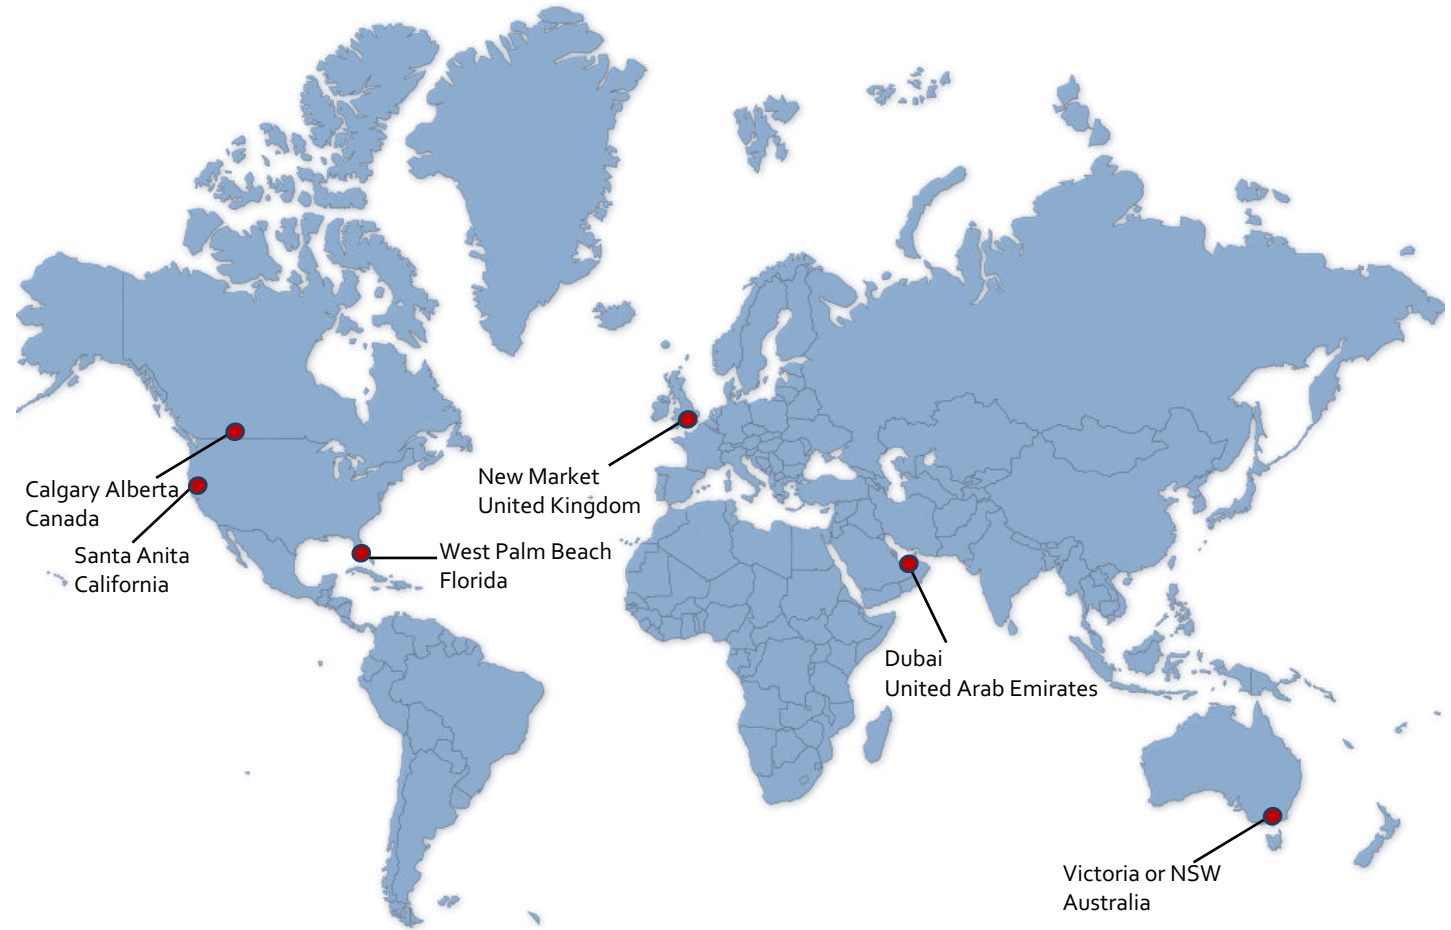 Calgary Alberta
Canada
Santa Anita
California
New Market
United Kingdom
West Palm Beach
Florida
Dubai
United Arab Emirates
Victoria or NSW
Australia